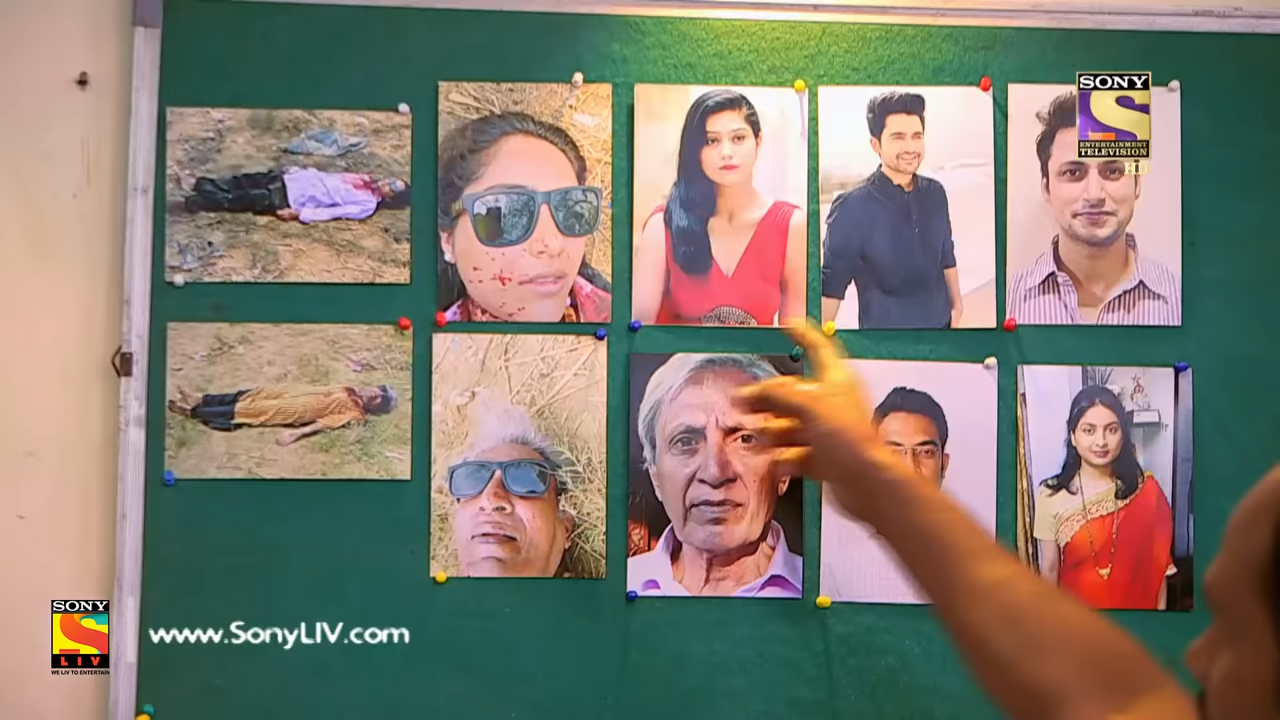 SONY
ENTERTAINMENT
TELEVISION
HD
SONY
LIV
WE LIV TO ENTERTAIN
www.SonyLIV.com